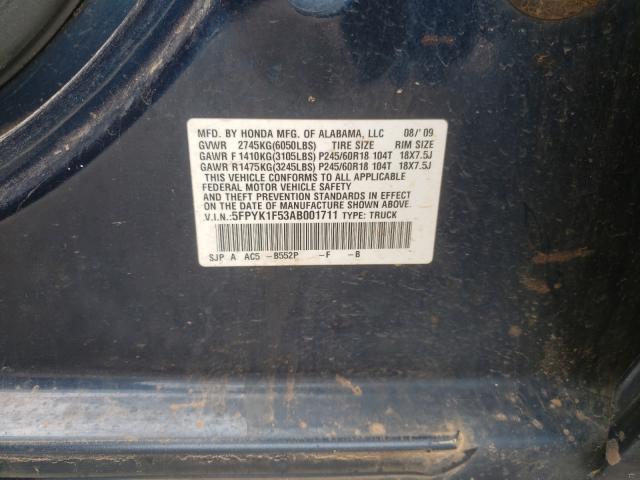 MFD. BY HONDA MFG. OF ALABAMA, LLC 08/'09
GVWR 2745KG(6050LBS) TIRE SIZE RIM SIZE
GAWR F 1410KG(3105LBS) P245/60R18 104T 18X7.5J
GAWR R 1475KG(3245LBS) P245/60R18 104T 18X7.5J
THIS VEHICLE CONFORMS TO ALL APPLICABLE
FEDERAL MOTOR VEHICLE SAFETY
AND THEFT PREVENTION STANDARDS IN EFFECT
ON THE DATE OF MANUFACTURE SHOWN ABOVE.
V.I.N.:5FPYK1F53AB001711 TYPE: TRUCK
SJP A AC5 -B552P -F -B